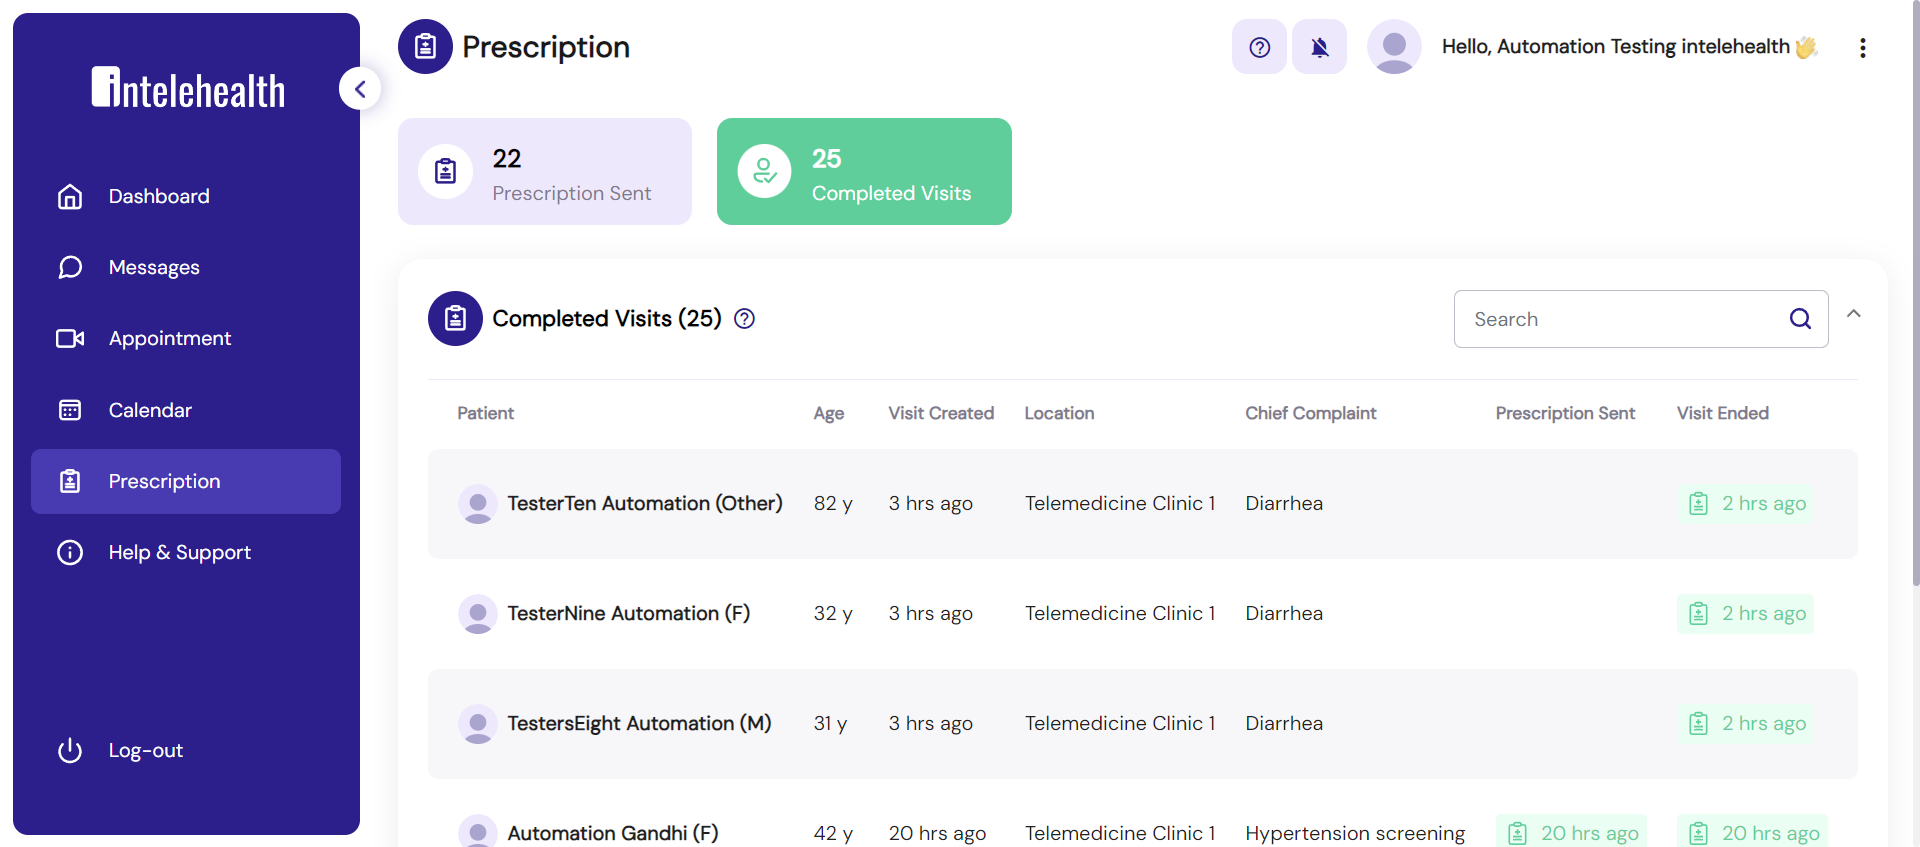 intelehealth
Dashboard
Messages
Appointment
Calendar
Prescription
Help & Support
Log-out
Prescription
Hello, Automation Testing intelehealth 👋
22
Prescription Sent
25
Completed Visits
Completed Visits (25)
Search
Patient Age Visit Created Location Chief Complaint Prescription Sent Visit Ended
TesterTen Automation (Other) 82 y 3 hrs ago Telemedicine Clinic 1 Diarrhea 2 hrs ago
TesterNine Automation (F) 32 y 3 hrs ago Telemedicine Clinic 1 Diarrhea 2 hrs ago
TestersEight Automation (M) 31 y 3 hrs ago Telemedicine Clinic 1 Diarrhea 2 hrs ago
Automation Gandhi (F) 42 y 20 hrs ago Telemedicine Clinic 1 Hypertension screening 20 hrs ago 20 hrs ago